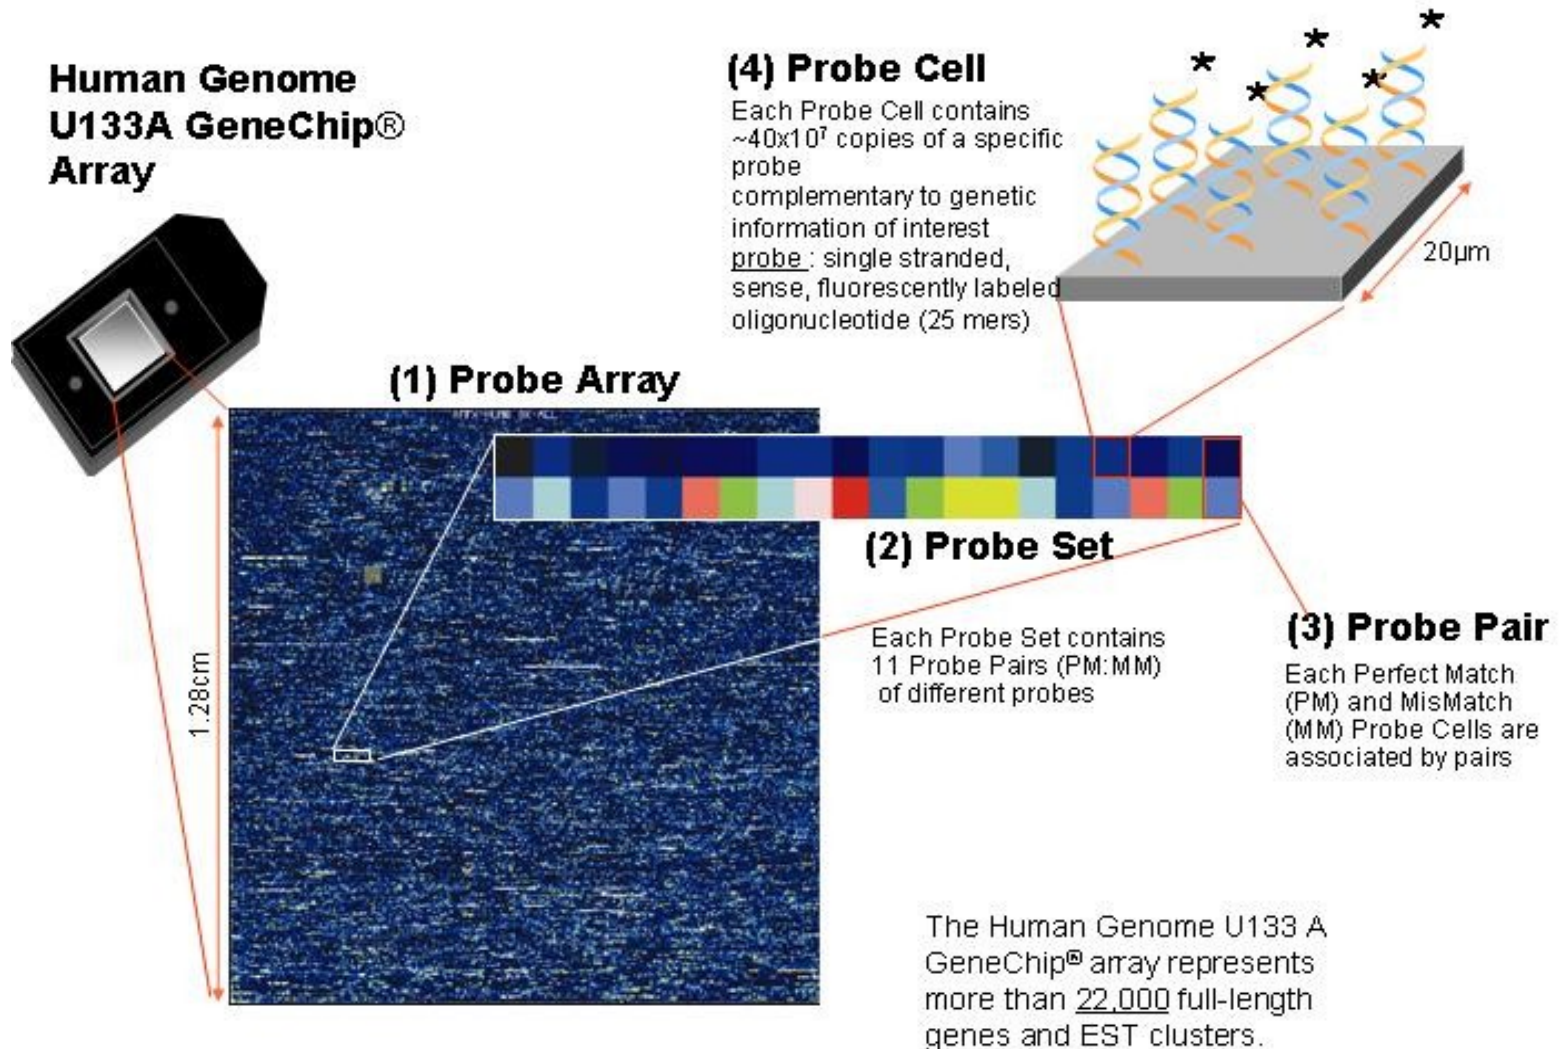 Human Genome
U133A GeneChip®
Array
(4) Probe Cell
Each Probe Cell contains
~40x10⁷ copies of a specific
probe
complementary to genetic
information of interest
probe : single stranded,
sense, fluorescently labeled
oligonucleotide (25 mers)
* * * * *
20µm
(1) Probe Array
(2) Probe Set
Each Probe Set contains
11 Probe Pairs (PM:MM)
of different probes
(3) Probe Pair
Each Perfect Match
(PM) and MisMatch
(MM) Probe Cells are
associated by pairs
1.28cm
The Human Genome U133 A
GeneChip® array represents
more than 22,000 full-length
genes and EST clusters.